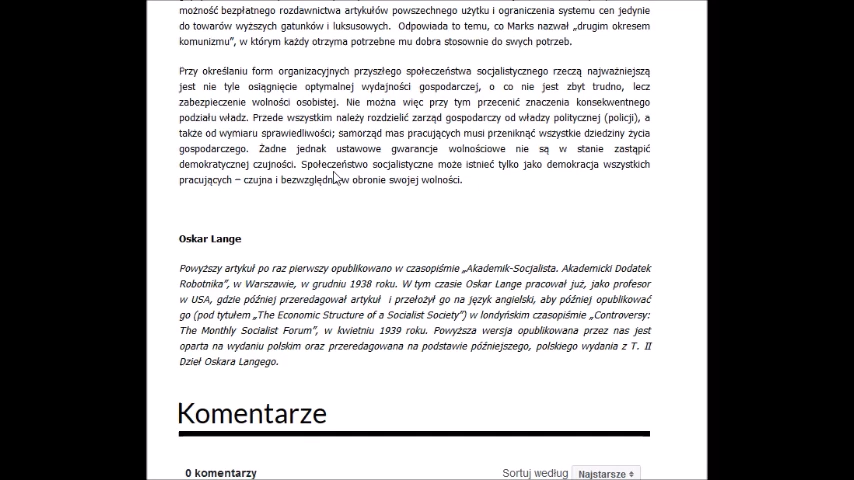 możność bezpłatnego rozdawnictwa artykułów powszechnego użytku i ograniczenia systemu cen jedynie
do towarów wyższych gatunków i luksusowych. Odpowiada to temu, co Marks nazwał „drugim okresem
komunizmu”, w którym każdy otrzyma potrzebne mu dobra stosownie do swych potrzeb.
Przy określaniu form organizacyjnych przyszłego społeczeństwa socjalistycznego rzeczą najważniejszą
jest nie tyle osiągnięcie optymalnej wydajności gospodarczej, o co nie jest zbyt trudno, lecz
zabezpieczenie wolności osobistej. Nie można więc przy tym przecenić znaczenia konsekwentnego
podziału władz. Przede wszystkim należy rozdzielić zarząd gospodarczy od władzy politycznej (policji), a
także od wymiaru sprawiedliwości; samorząd mas pracujących musi przeniknąć wszystkie dziedziny życia
gospodarczego. Żadne jednak ustawowe gwarancje wolnościowe nie są w stanie zastąpić
demokratycznej czujności. Społeczeństwo socjalistyczne może istnieć tylko jako demokracja wszystkich
pracujących – czujna i bezwzględna w obronie swojej wolności.
Oskar Lange
Powyższy artykuł po raz pierwszy opublikowano w czasopiśmie „Akademik-Socjalista. Akademicki Dodatek
Robotnika”, w Warszawie, w grudniu 1938 roku. W tym czasie Oskar Lange pracował już, jako profesor
w USA, gdzie później przeredagował artykuł i przełożył go na język angielski, aby później opublikować
go (pod tytułem „The Economic Structure of a Socialist Society”) w londyńskim czasopiśmie „Controversy:
The Monthly Socialist Forum”, w kwietniu 1939 roku. Powyższa wersja opublikowana przez nas jest
oparta na wydaniu polskim oraz przeredagowana na podstawie późniejszego, polskiego wydania z T. II
Dzieł Oskara Langego.
Komentarze
0 komentarzy
Sortuj według Najstarsze